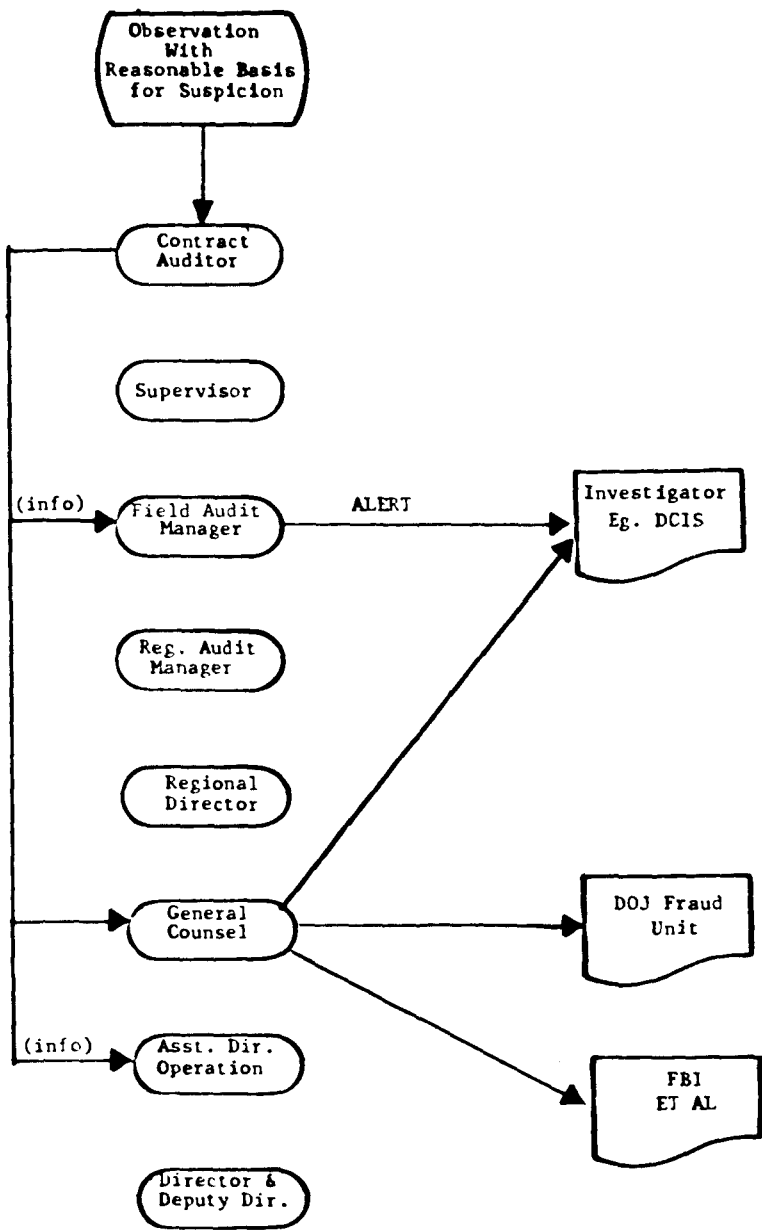 Observation
With
Reasonable Basis
for Suspicion
Contract
Auditor
Supervisor
(info)
Field Audit
Manager
ALERT
Investigator
Eg. DCIS
Reg. Audit
Manager
Regional
Director
General
Counsel
DOJ Fraud
Unit
(info)
Asst. Dir.
Operation
FBI
ET AL
Director &
Deputy Dir.